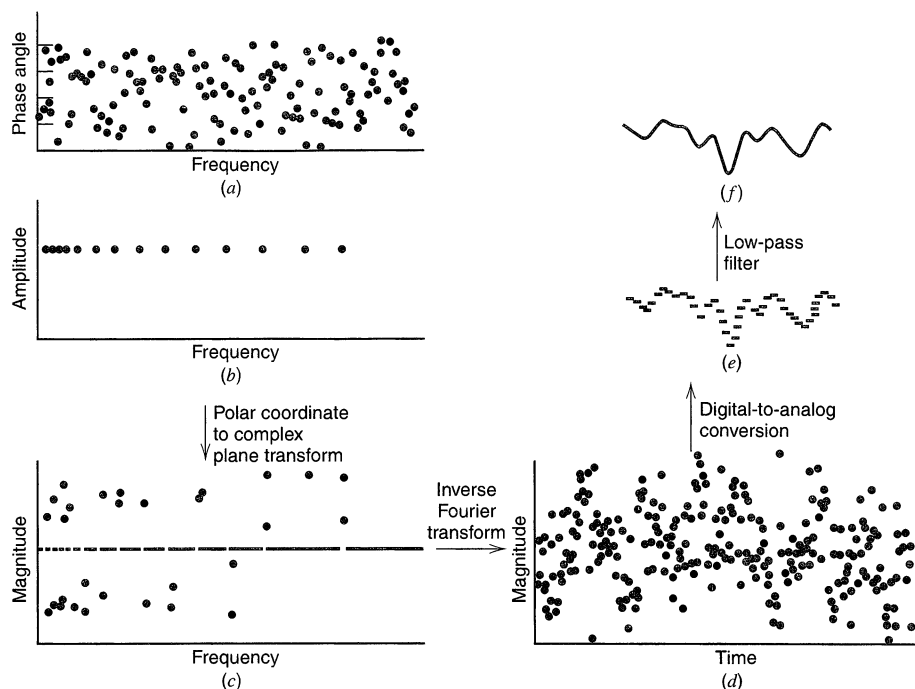 Phase angle
Frequency
(a)
Amplitude
Frequency
(b)
Polar coordinate
to complex
plane transform
Magnitude
Frequency
(c)
Inverse
Fourier
transform
Magnitude
Time
(d)
Digital-to-analog
conversion
(e)
Low-pass
filter
(f)